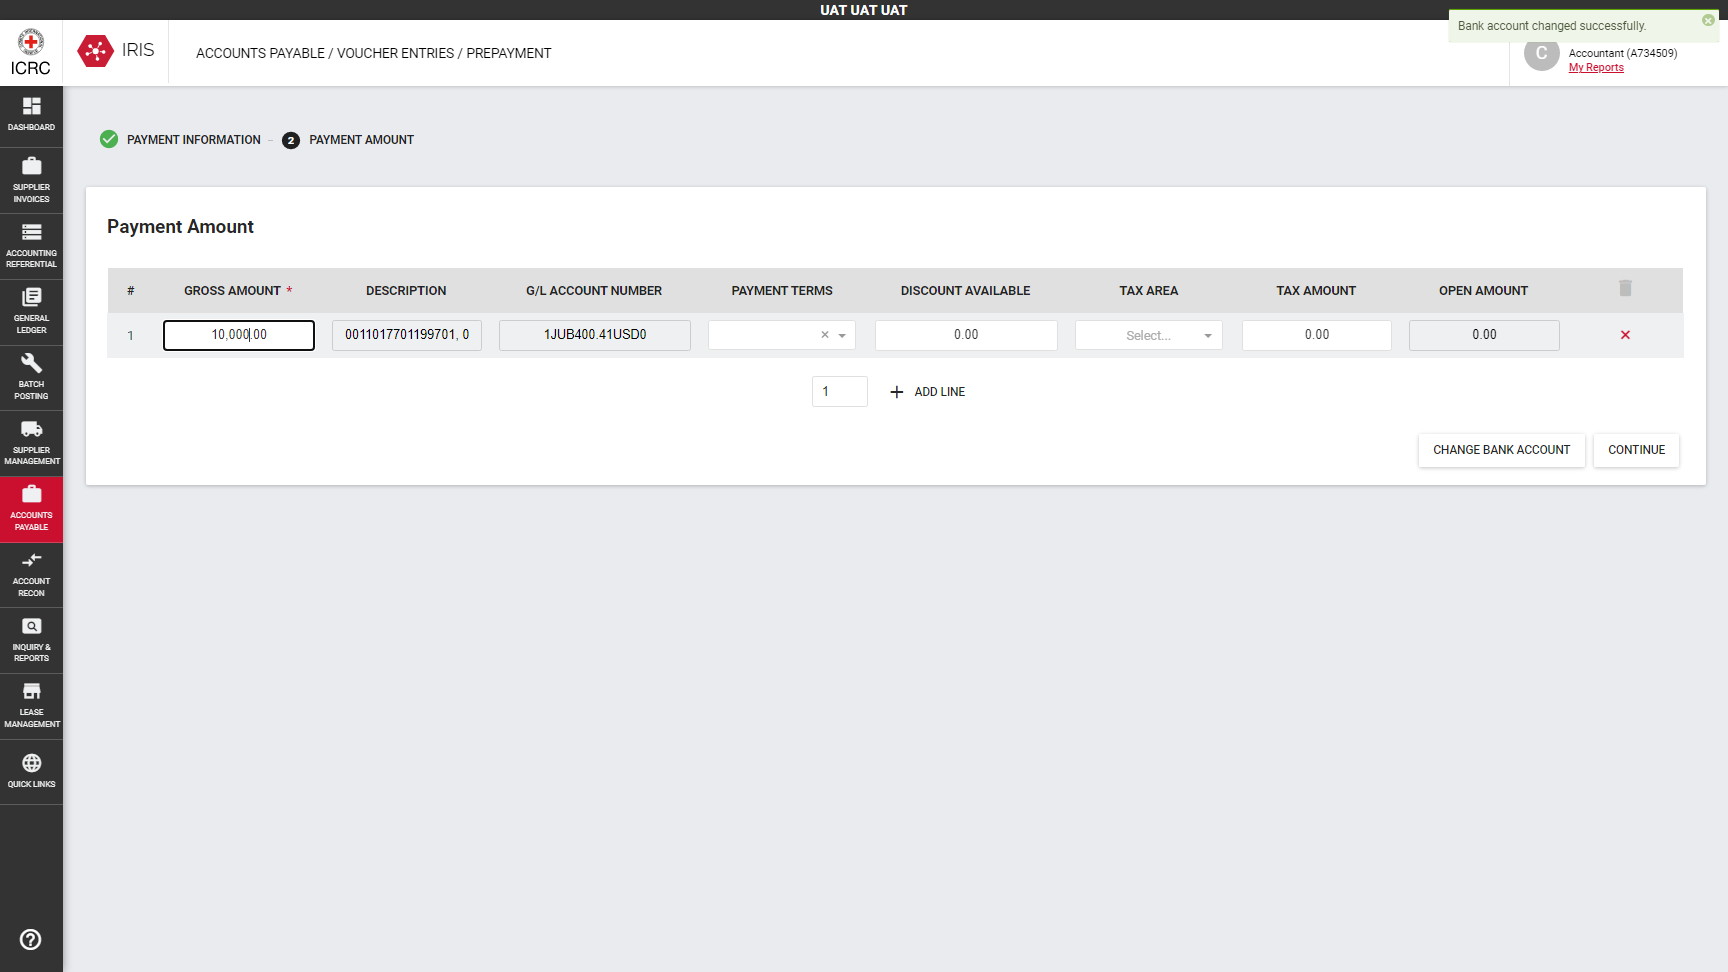 UAT UAT UAT
Bank account changed successfully.
ICRC
IRIS
ACCOUNTS PAYABLE / VOUCHER ENTRIES / PREPAYMENT
C
Accountant (A734509)
My Reports
DASHBOARD
SUPPLIER
INVOICES
ACCOUNTING
REFERENTIAL
GENERAL
LEDGER
BATCH
POSTING
SUPPLIER
MANAGEMENT
ACCOUNTS
PAYABLE
ACCOUNT
RECON
INQUIRY &
REPORTS
LEASE
MANAGEMENT
QUICK LINKS
PAYMENT INFORMATION – 2 PAYMENT AMOUNT
Payment Amount
# GROSS AMOUNT * DESCRIPTION G/L ACCOUNT NUMBER PAYMENT TERMS DISCOUNT AVAILABLE TAX AREA TAX AMOUNT OPEN AMOUNT
1 10,000.00 0011017701199701, 0 1JUB400.41USD0 × 0.00 Select... 0.00 0.00 ×
1 + ADD LINE
CHANGE BANK ACCOUNT CONTINUE